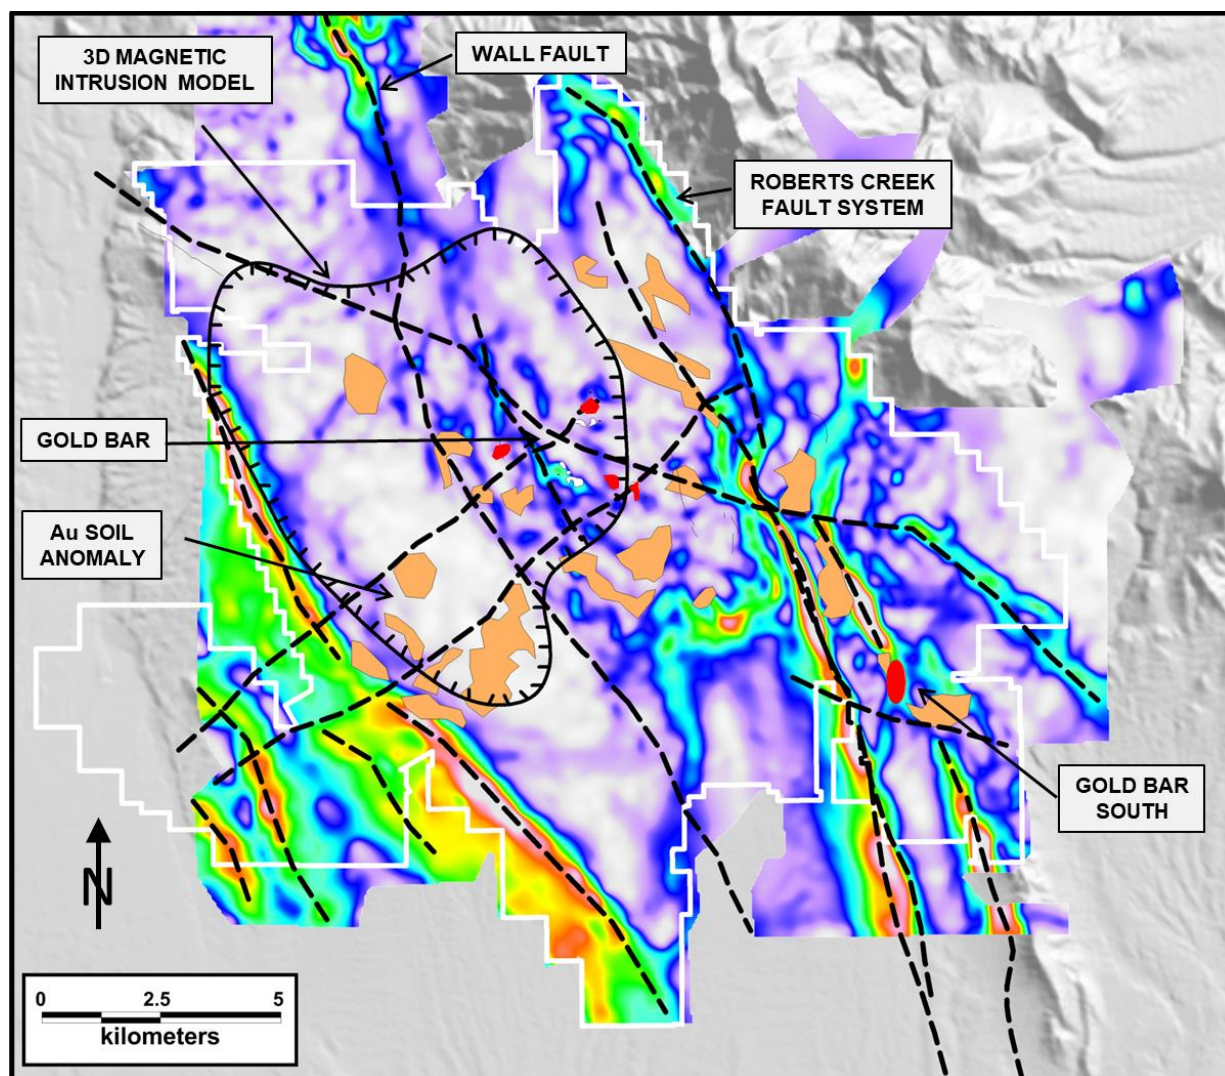 3D MAGNETIC
INTRUSION MODEL
WALL FAULT
ROBERTS CREEK
FAULT SYSTEM
GOLD BAR
Au SOIL
ANOMALY
GOLD BAR
SOUTH
N
0 2.5 5
kilometers